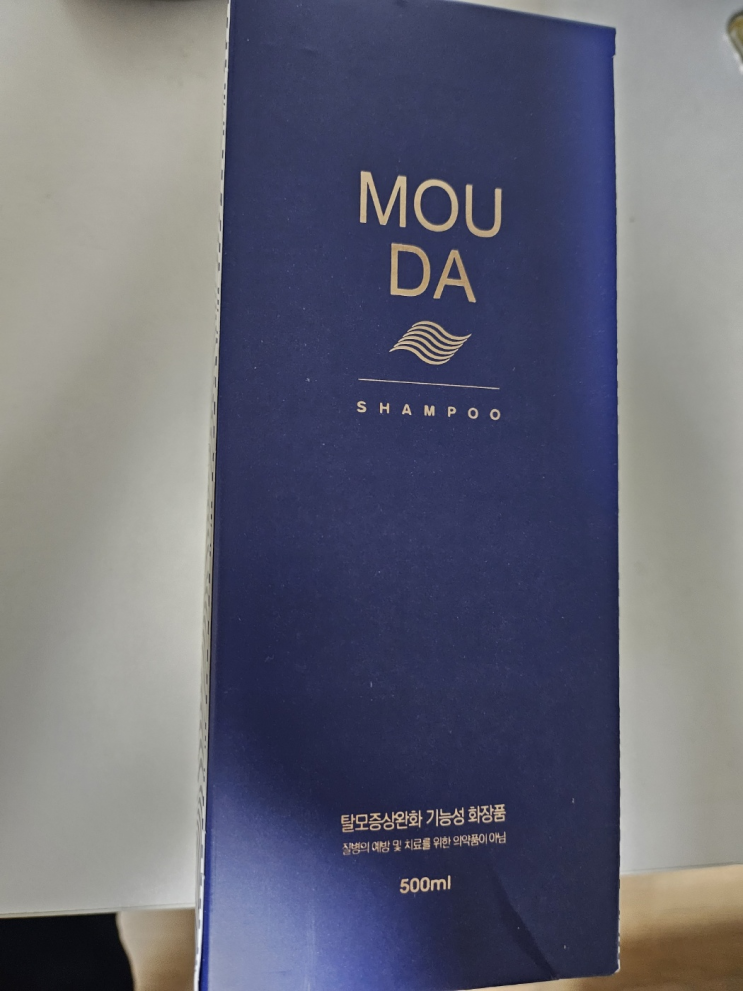 MOU
DA
SHAMPOO
탈모증상완화 기능성 화장품
질병의 예방 및 치료를 위한 의약품이 아님
500ml